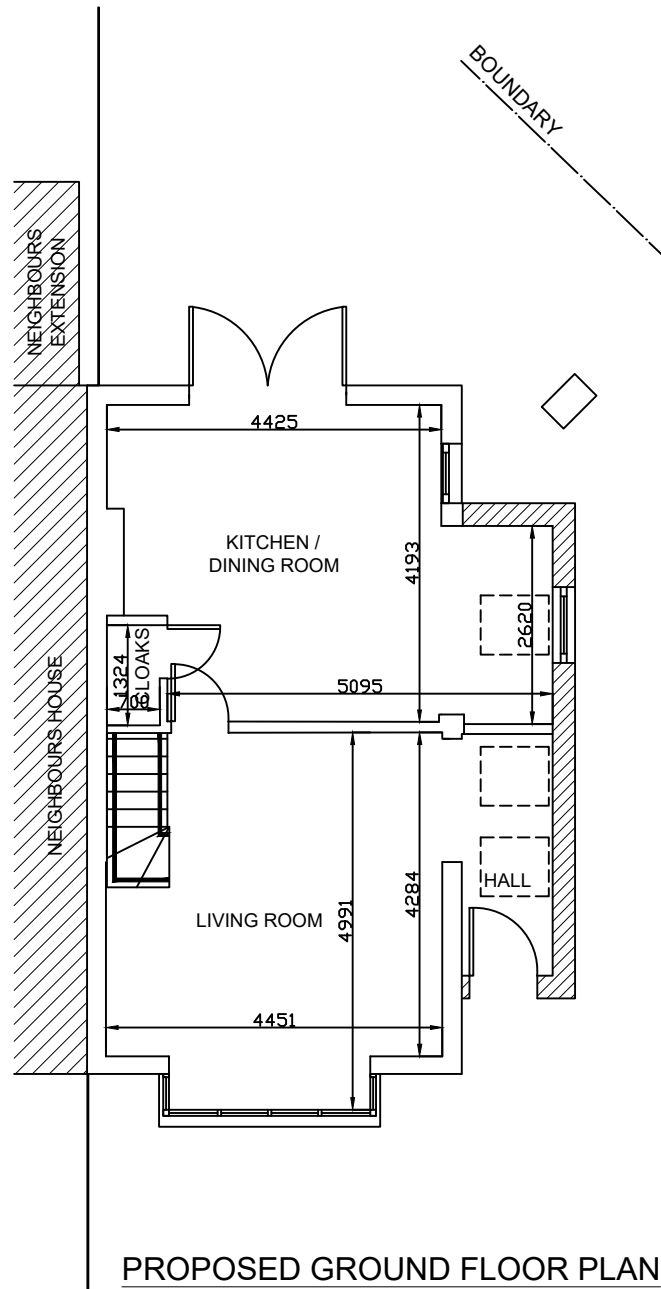 BOUNDARY
NEIGHBOURS
EXTENSION
4425
KITCHEN /
DINING ROOM
4193
2620
CLOAKS
1324
700
5095
NEIGHBOURS HOUSE
HALL
LIVING ROOM
4991
4284
4451
PROPOSED GROUND FLOOR PLAN